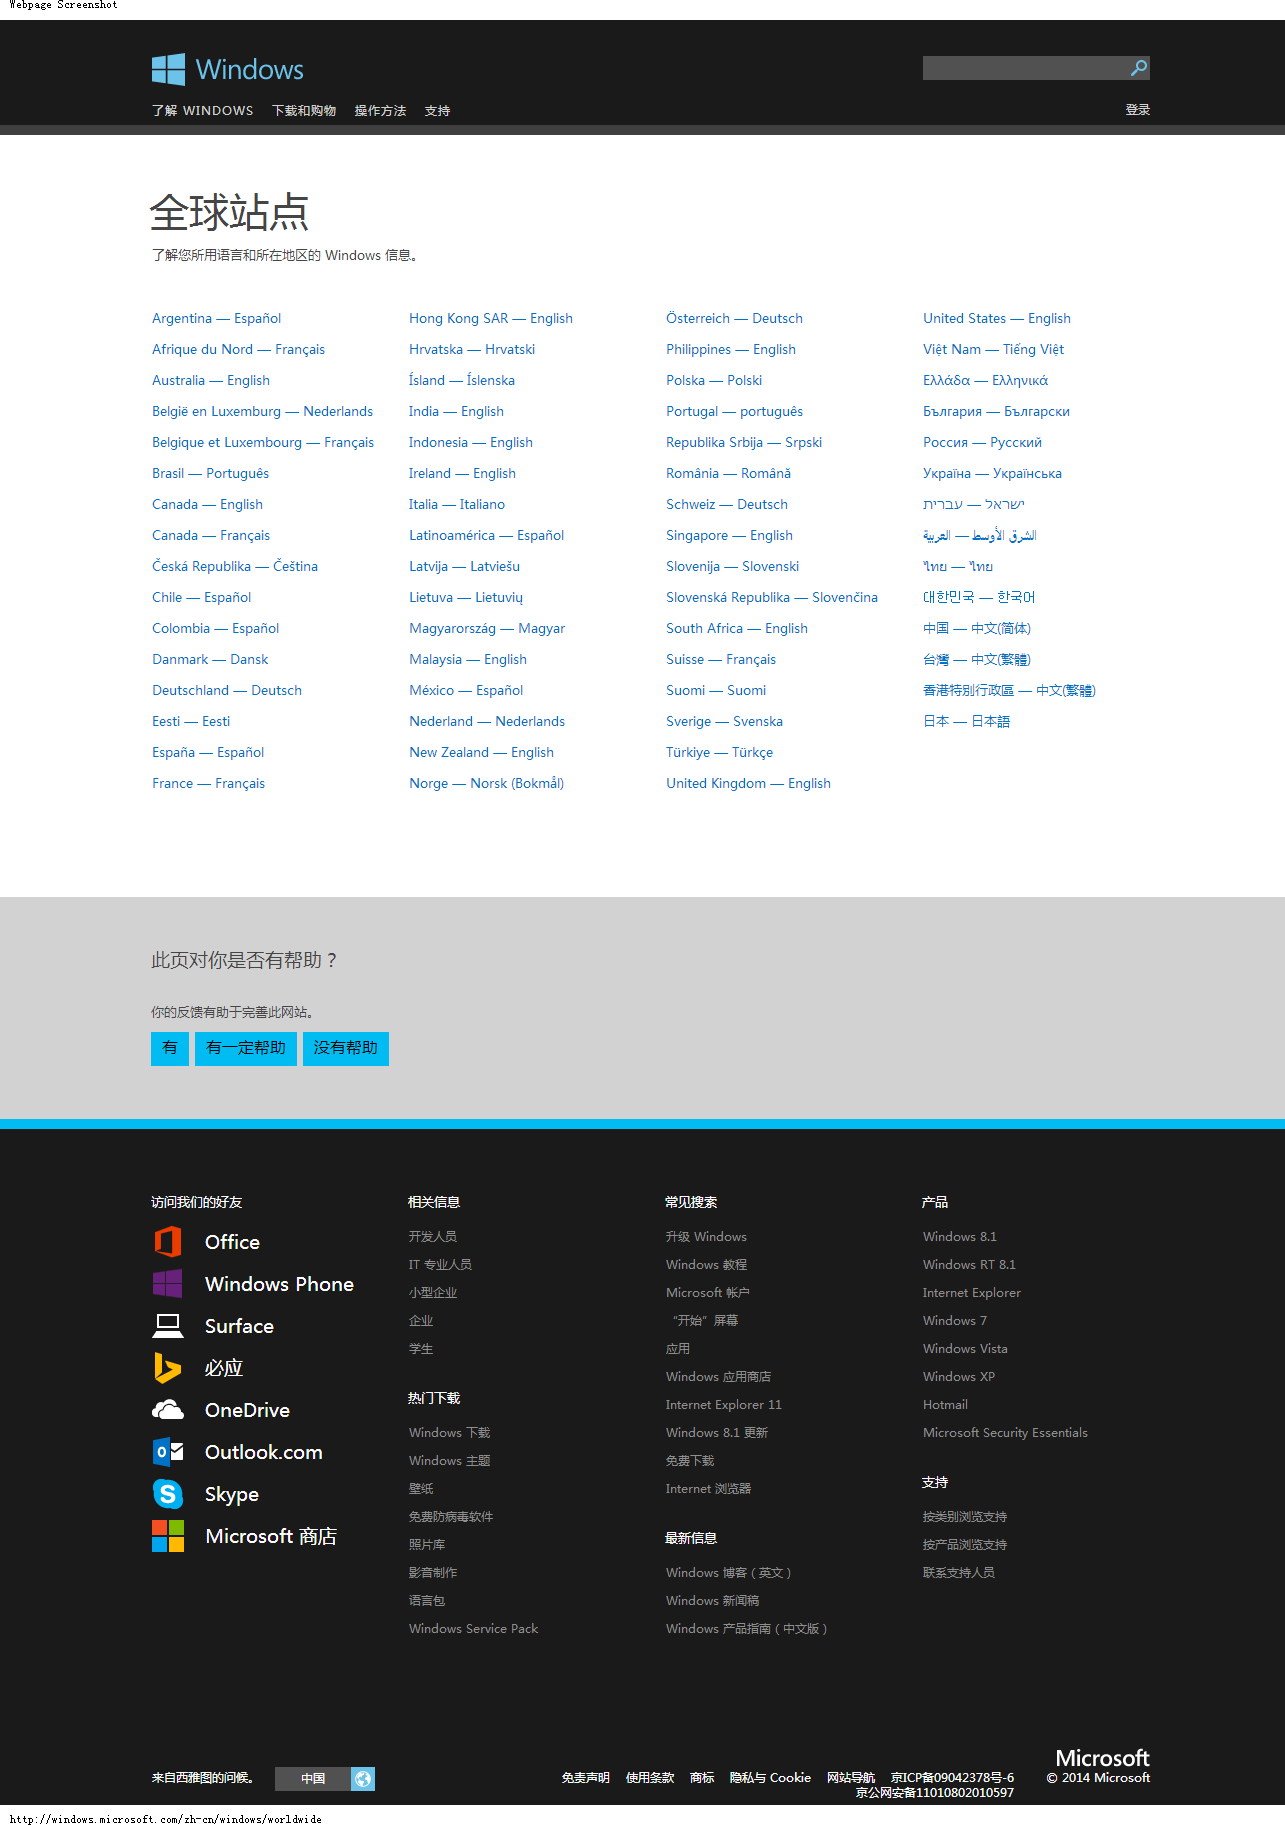 Webpage Screenshot
Windows
了解 WINDOWS 下载和购物 操作方法 支持
登录
全球站点
了解您所用语言和所在地区的 Windows 信息。
Argentina — Español
Afrique du Nord — Français
Australia — English
België en Luxemburg — Nederlands
Belgique et Luxembourg — Français
Brasil — Português
Canada — English
Canada — Français
Česká Republika — Čeština
Chile — Español
Colombia — Español
Danmark — Dansk
Deutschland — Deutsch
Eesti — Eesti
España — Español
France — Français
Hong Kong SAR — English
Hrvatska — Hrvatski
Ísland — Íslenska
India — English
Indonesia — English
Ireland — English
Italia — Italiano
Latinoamérica — Español
Latvija — Latviešu
Lietuva — Lietuvių
Magyarország — Magyar
Malaysia — English
México — Español
Nederland — Nederlands
New Zealand — English
Norge — Norsk (Bokmål)
Österreich — Deutsch
Philippines — English
Polska — Polski
Portugal — português
Republika Srbija — Srpski
România — Română
Schweiz — Deutsch
Singapore — English
Slovenija — Slovenski
Slovenská Republika — Slovenčina
South Africa — English
Suisse — Français
Suomi — Suomi
Sverige — Svenska
Türkiye — Türkçe
United Kingdom — English
United States — English
Việt Nam — Tiếng Việt
Ελλάδα — Ελληνικά
България — Български
Россия — Русский
Україна — Українська
ישראל — עברית
الشرق الأوسط — العربية
ไทย — ไทย
대한민국 — 한국어
中国 — 中文(简体)
台灣 — 中文(繁體)
香港特別行政區 — 中文(繁體)
日本 — 日本語
此页对你是否有帮助？
你的反馈有助于完善此网站。
有 有一定帮助 没有帮助
访问我们的好友
Office
Windows Phone
Surface
必应
OneDrive
Outlook.com
Skype
Microsoft 商店
相关信息
开发人员
IT 专业人员
小型企业
企业
学生
热门下载
Windows 下载
Windows 主题
壁纸
免费防病毒软件
照片库
影音制作
语言包
Windows Service Pack
常见搜索
升级 Windows
Windows 教程
Microsoft 帐户
“开始”屏幕
应用
Windows 应用商店
Internet Explorer 11
Windows 8.1 更新
免费下载
Internet 浏览器
最新信息
Windows 博客（英文）
Windows 新闻稿
Windows 产品指南（中文版）
产品
Windows 8.1
Windows RT 8.1
Internet Explorer
Windows 7
Windows Vista
Windows XP
Hotmail
Microsoft Security Essentials
支持
按类别浏览支持
按产品浏览支持
联系支持人员
来自西雅图的问候。 中国
免责声明 使用条款 商标 隐私与 Cookie 网站导航 京ICP备09042378号-6
京公网安备11010802010597
Microsoft
© 2014 Microsoft
http://windows.microsoft.com/zh-cn/windows/worldwide